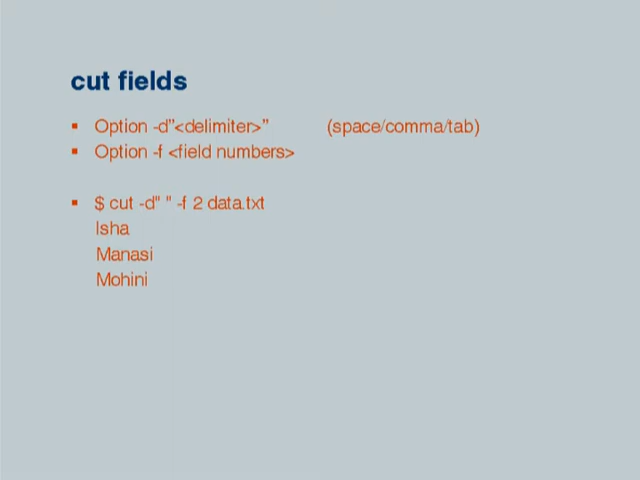 cut fields
▪ Option -d"<delimiter>" (space/comma/tab)
▪ Option -f <field numbers>
▪ $ cut -d" " -f 2 data.txt
Isha
Manasi
Mohini